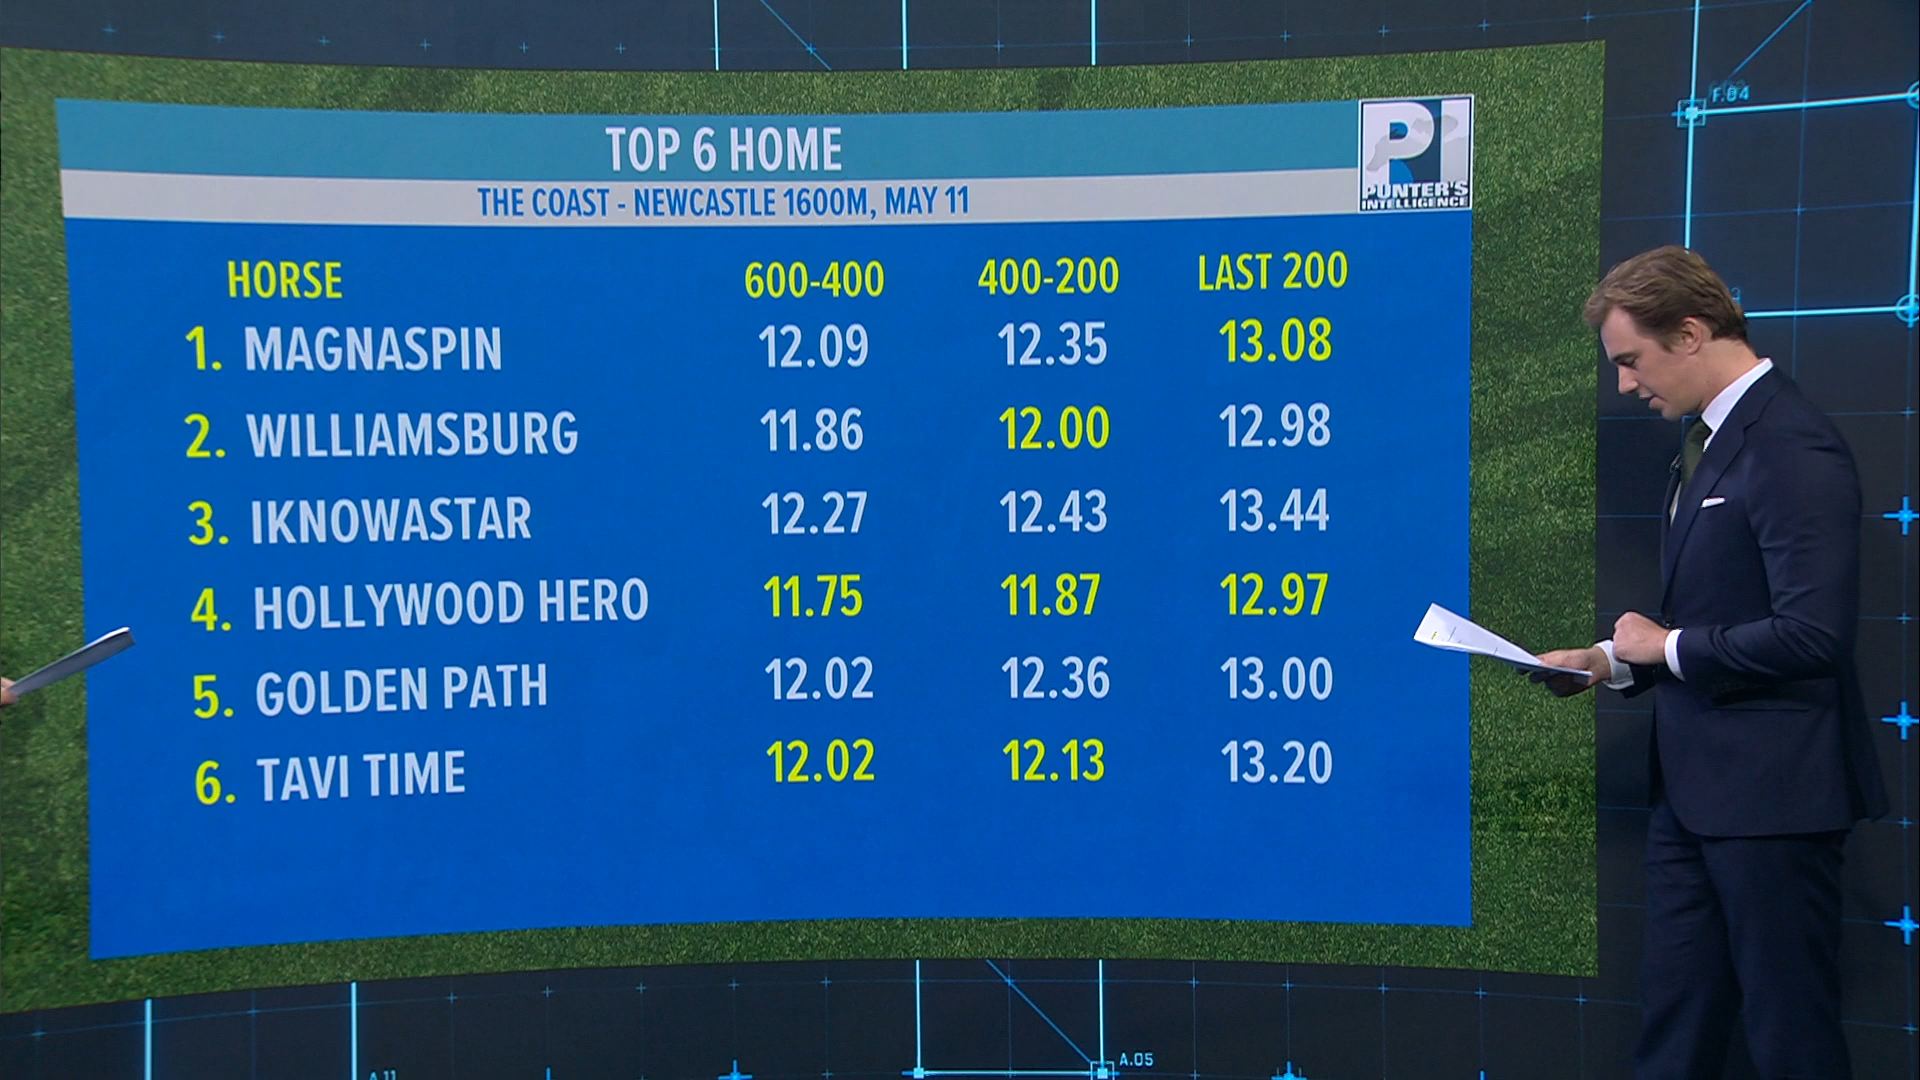 TOP 6 HOME
THE COAST - NEWCASTLE 1600M, MAY 11
PI
PUNTER'S
INTELLIGENCE
HORSE 600-400 400-200 LAST 200
1. MAGNASPIN 12.09 12.35 13.08
2. WILLIAMSBURG 11.86 12.00 12.98
3. IKNOWASTAR 12.27 12.43 13.44
4. HOLLYWOOD HERO 11.75 11.87 12.97
5. GOLDEN PATH 12.02 12.36 13.00
6. TAVI TIME 12.02 12.13 13.20
F.04
A.05
A.11